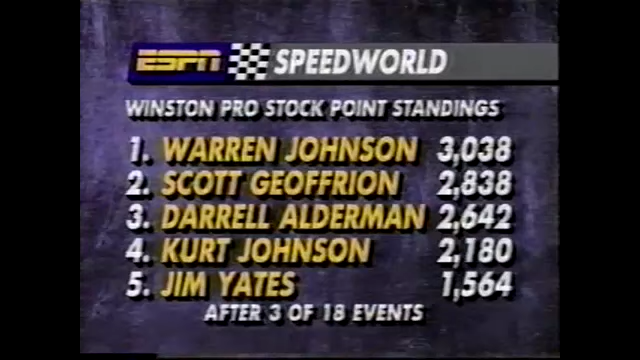 ESPN SPEEDWORLD
WINSTON PRO STOCK POINT STANDINGS
1. WARREN JOHNSON 3,038
2. SCOTT GEOFFRION 2,838
3. DARRELL ALDERMAN 2,642
4. KURT JOHNSON 2,180
5. JIM YATES 1,564
AFTER 3 OF 18 EVENTS